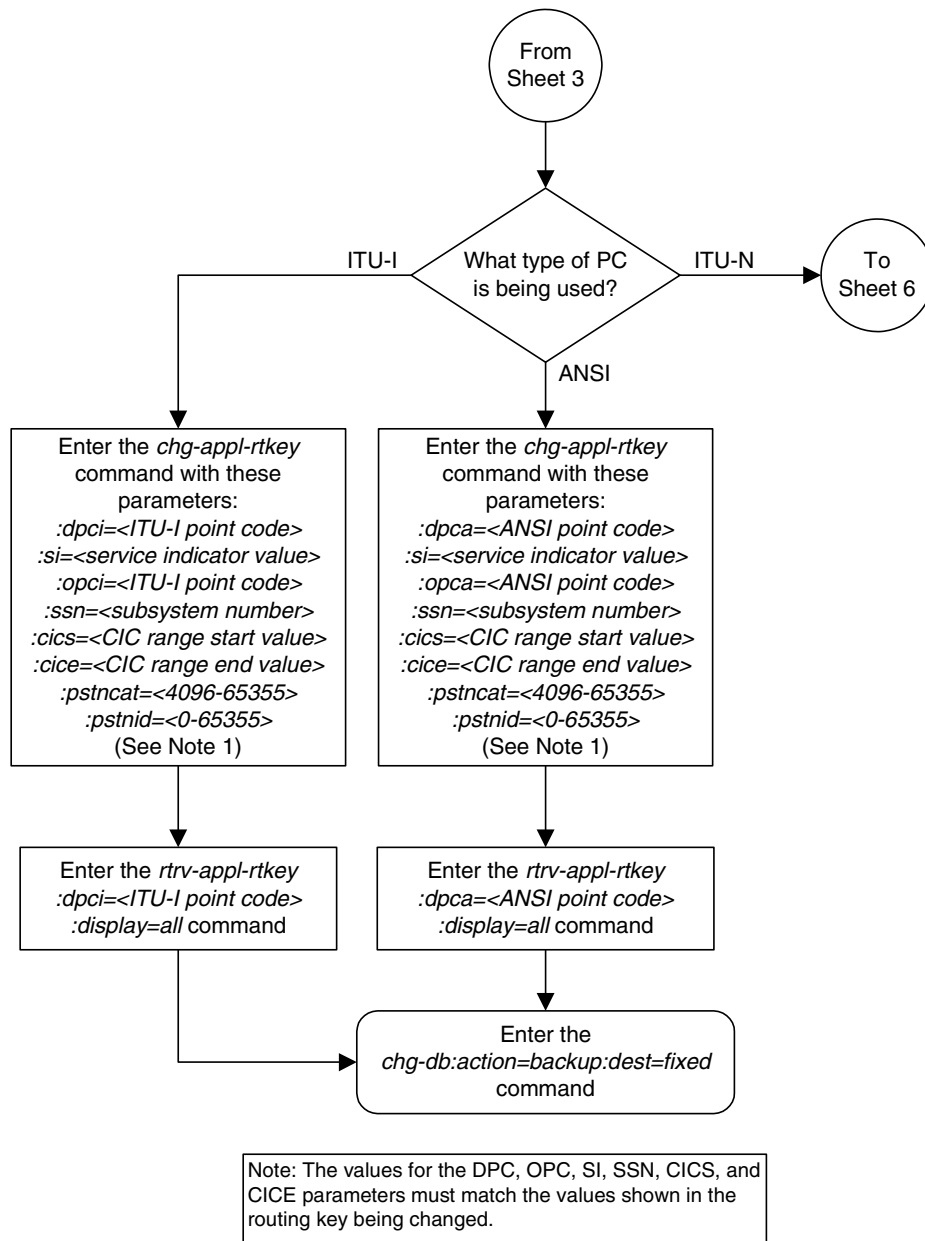 From
Sheet 3
What type of PC
is being used?
ITU-I
ITU-N
To
Sheet 6
ANSI
Enter the chg-appl-rtkey
command with these
parameters:
:dpci=<ITU-I point code>
:si=<service indicator value>
:opci=<ITU-I point code>
:ssn=<subsystem number>
:cics=<CIC range start value>
:cice=<CIC range end value>
:pstncat=<4096-65355>
:pstnid=<0-65355>
(See Note 1)
Enter the chg-appl-rtkey
command with these
parameters:
:dpca=<ANSI point code>
:si=<service indicator value>
:opca=<ANSI point code>
:ssn=<subsystem number>
:cics=<CIC range start value>
:cice=<CIC range end value>
:pstncat=<4096-65355>
:pstnid=<0-65355>
(See Note 1)
Enter the rtrv-appl-rtkey
:dpci=<ITU-I point code>
:display=all command
Enter the rtrv-appl-rtkey
:dpca=<ANSI point code>
:display=all command
Enter the
chg-db:action=backup:dest=fixed
command
Note: The values for the DPC, OPC, SI, SSN, CICS, and
CICE parameters must match the values shown in the
routing key being changed.